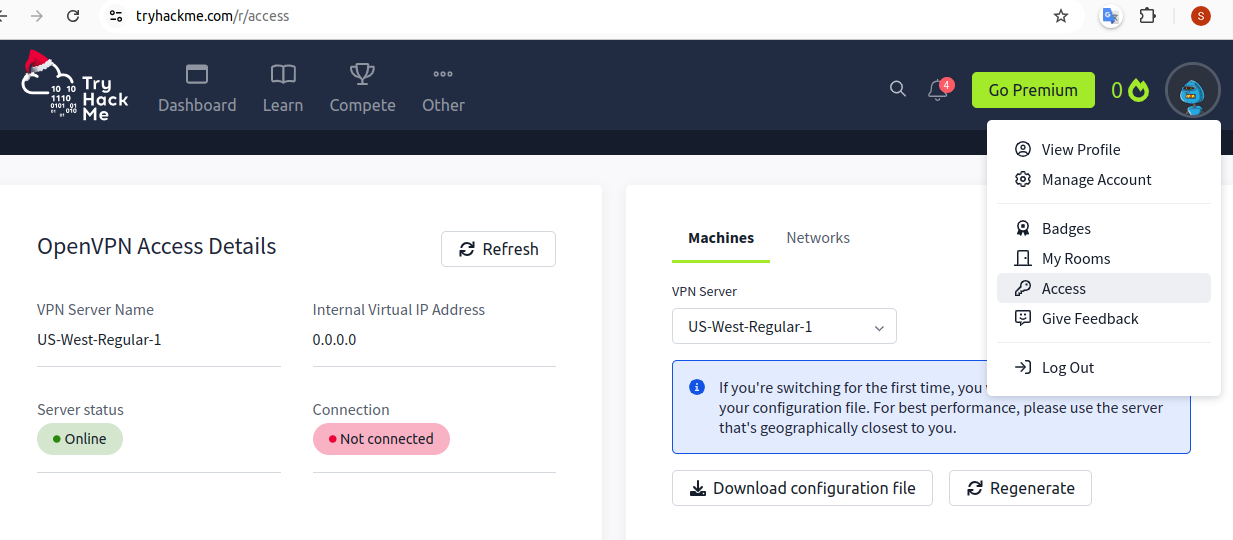 tryhackme.com/r/access
S
Try
Hack
Me
10 10
1110
0101 01
01 010
Dashboard
Learn
Compete
Other
4
Go Premium
0
View Profile
Manage Account
Badges
My Rooms
Access
Give Feedback
Log Out
OpenVPN Access Details
Refresh
VPN Server Name
Internal Virtual IP Address
US-West-Regular-1
0.0.0.0
Server status
Connection
Online
Not connected
Machines
Networks
VPN Server
US-West-Regular-1
If you're switching for the first time, you
your configuration file. For best performance, please use the server
that's geographically closest to you.
Download configuration file
Regenerate